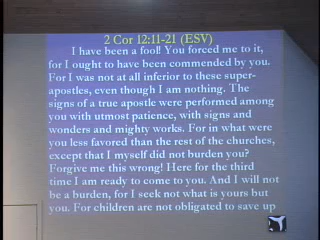 2 Cor 12:11-21 (ESV)
I have been a fool! You forced me to it,
for I ought to have been commended by you.
For I was not at all inferior to these super-
apostles, even though I am nothing. The
signs of a true apostle were performed among
you with utmost patience, with signs and
wonders and mighty works. For in what were
you less favored than the rest of the churches,
except that I myself did not burden you?
Forgive me this wrong! Here for the third
time I am ready to come to you. And I will not
be a burden, for I seek not what is yours but
you. For children are not obligated to save up